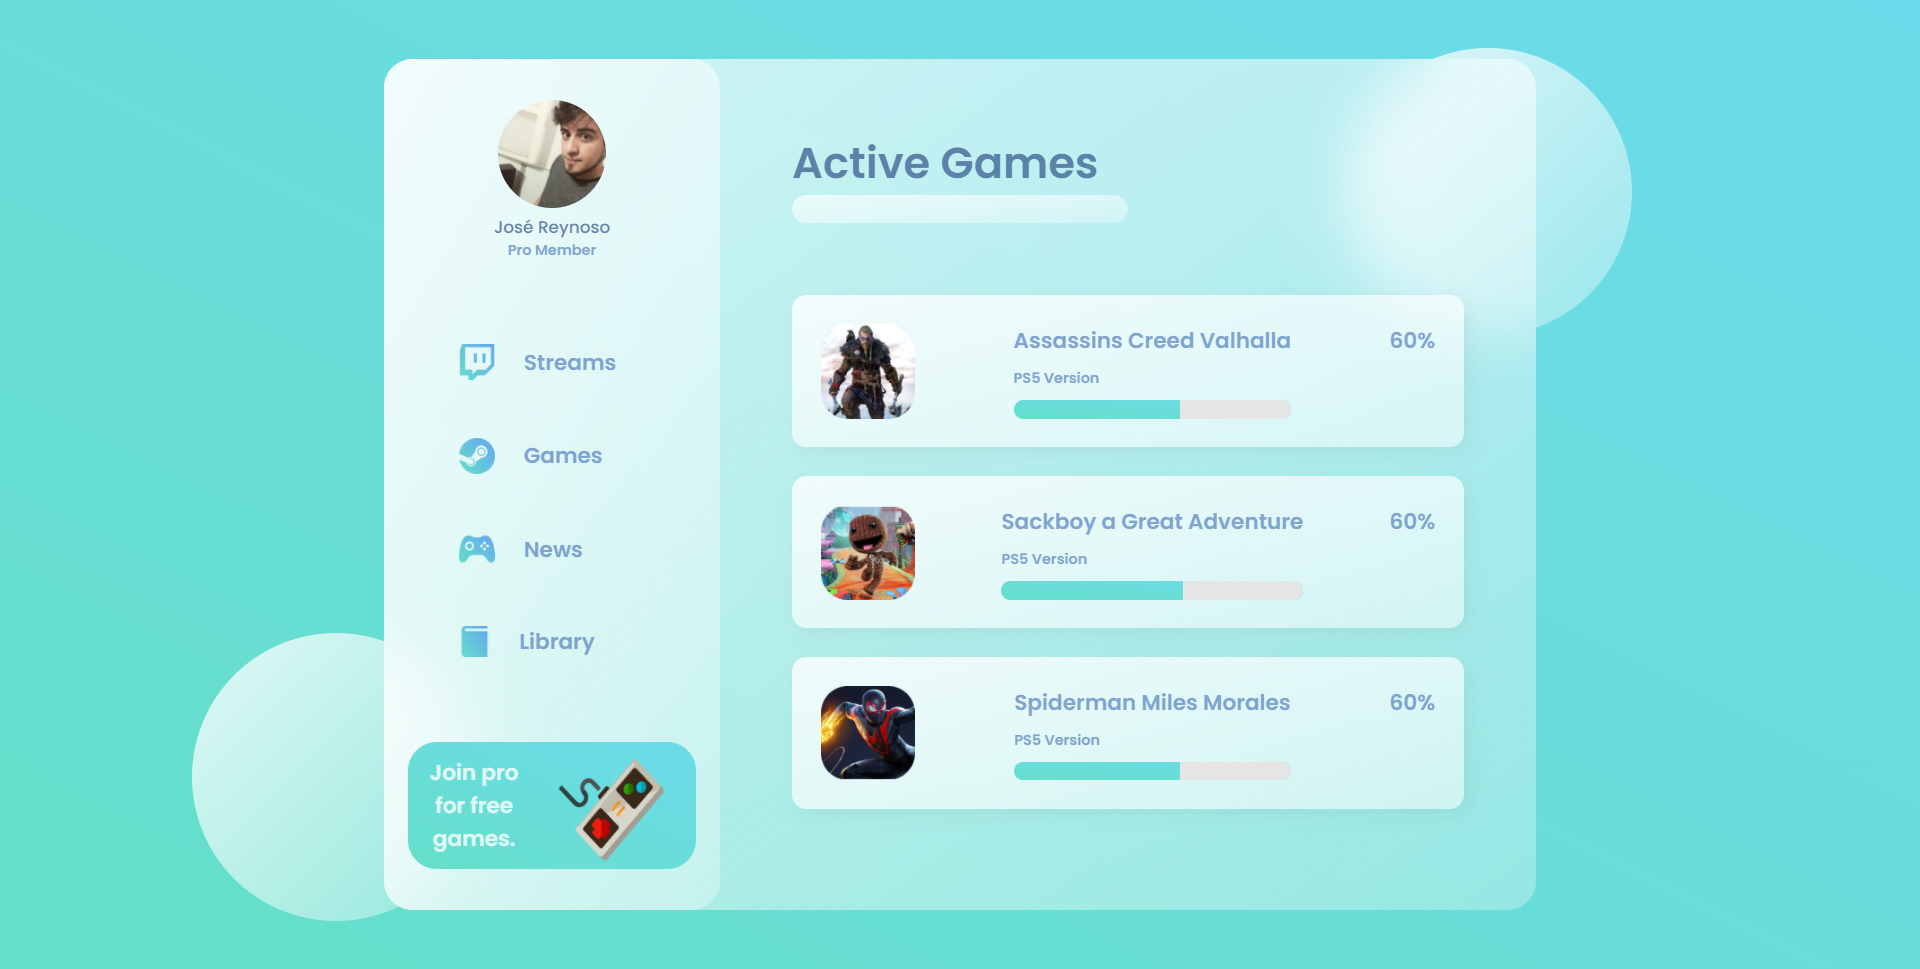 José Reynoso
Pro Member
Streams
Games
News
Library
Join pro
for free
games.
Active Games
Assassins Creed Valhalla
60%
PS5 Version
Sackboy a Great Adventure
60%
PS5 Version
Spiderman Miles Morales
60%
PS5 Version